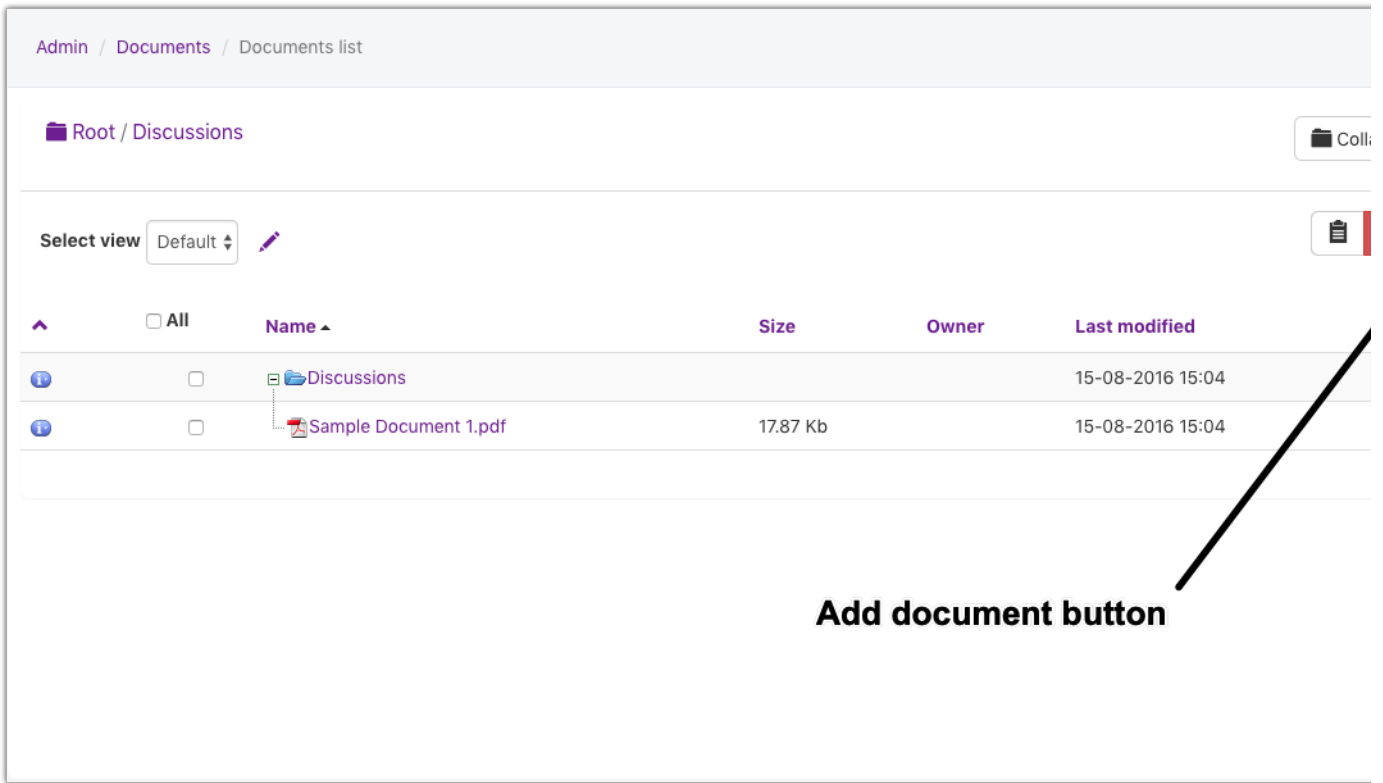 Admin / Documents / Documents list
Root / Discussions
Select view Default
All Name Size Owner Last modified
Discussions 15-08-2016 15:04
Sample Document 1.pdf 17.87 Kb 15-08-2016 15:04
Add document button